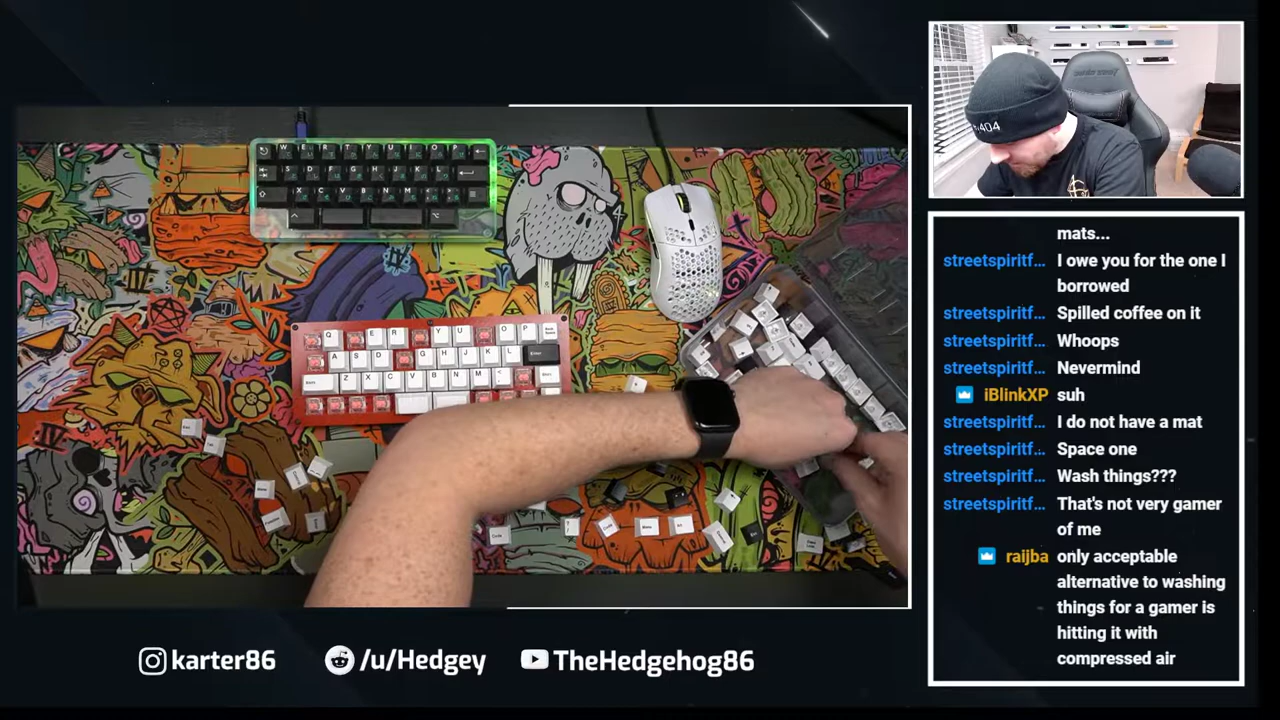 W E R T Y U I O P
S D F G H J K L
X C V B N M
Q E R Y U O P
A S D G H J K L Enter
Z X C V B N M
404
mats...
streetspiritf... I owe you for the one I
borrowed
streetspiritf... Spilled coffee on it
streetspiritf... Whoops
streetspiritf... Nevermind
iBlinkXP suh
streetspiritf... I do not have a mat
streetspiritf... Space one
streetspiritf... Wash things???
streetspiritf... That's not very gamer
of me
raijba only acceptable
alternative to washing
things for a gamer is
hitting it with
compressed air
karter86
/u/Hedgey
TheHedgehog86